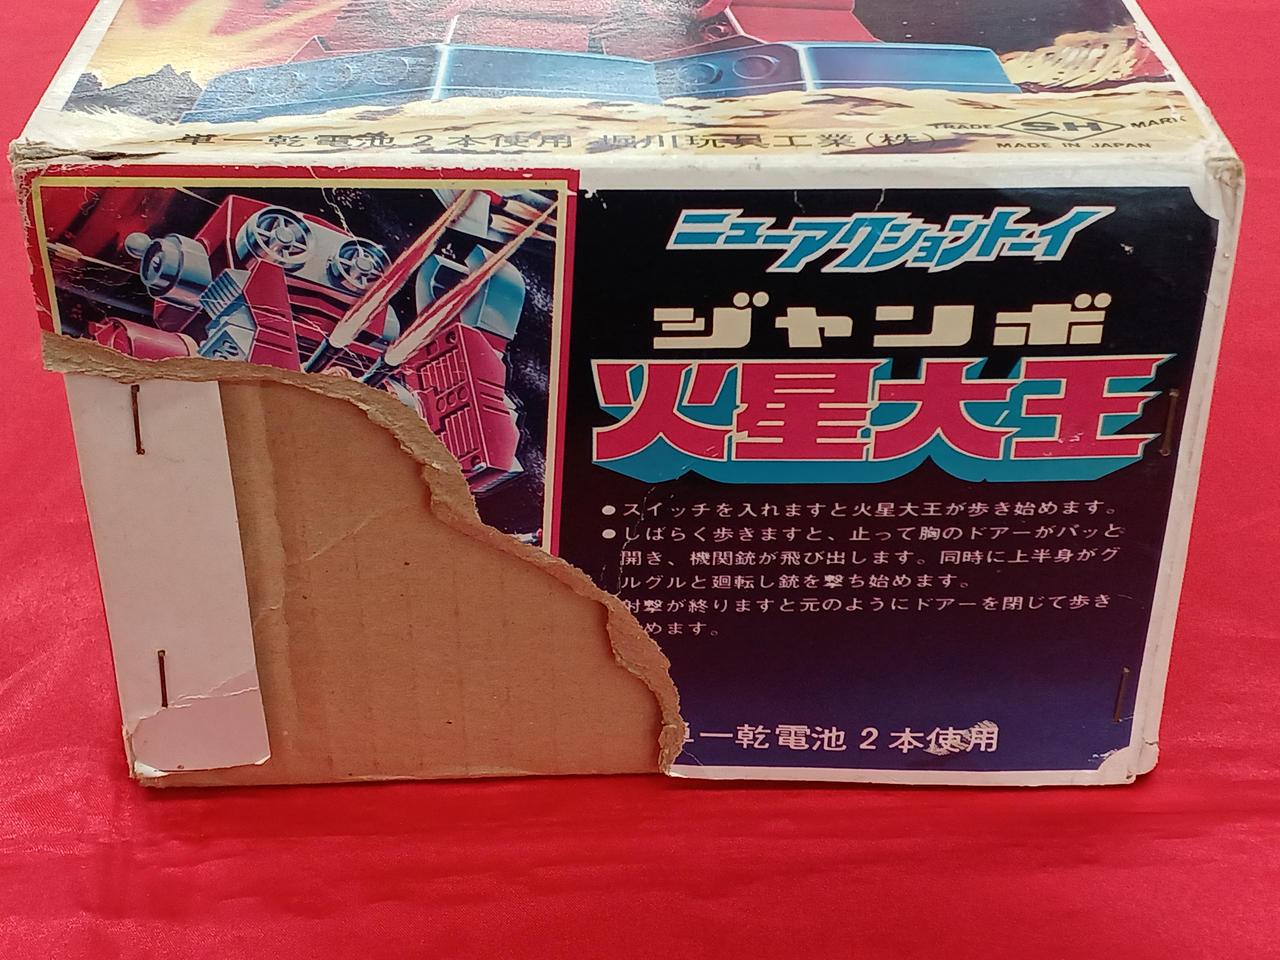 単一乾電池2本使用 堀川玩具工業(株)
TRADE SH MARK
MADE IN JAPAN
ニューアクショントーイ
ジャンボ
火星大王
●スイッチを入れますと火星大王が歩き始めます。
●しばらく歩きますと、止って胸のドアーがパッと
開き、機関銃が飛び出します。同時に上半身がグ
ルグルと廻転し銃を撃ち始めます。
射撃が終りますと元のようにドアーを閉じて歩き
めます。
単一乾電池2本使用